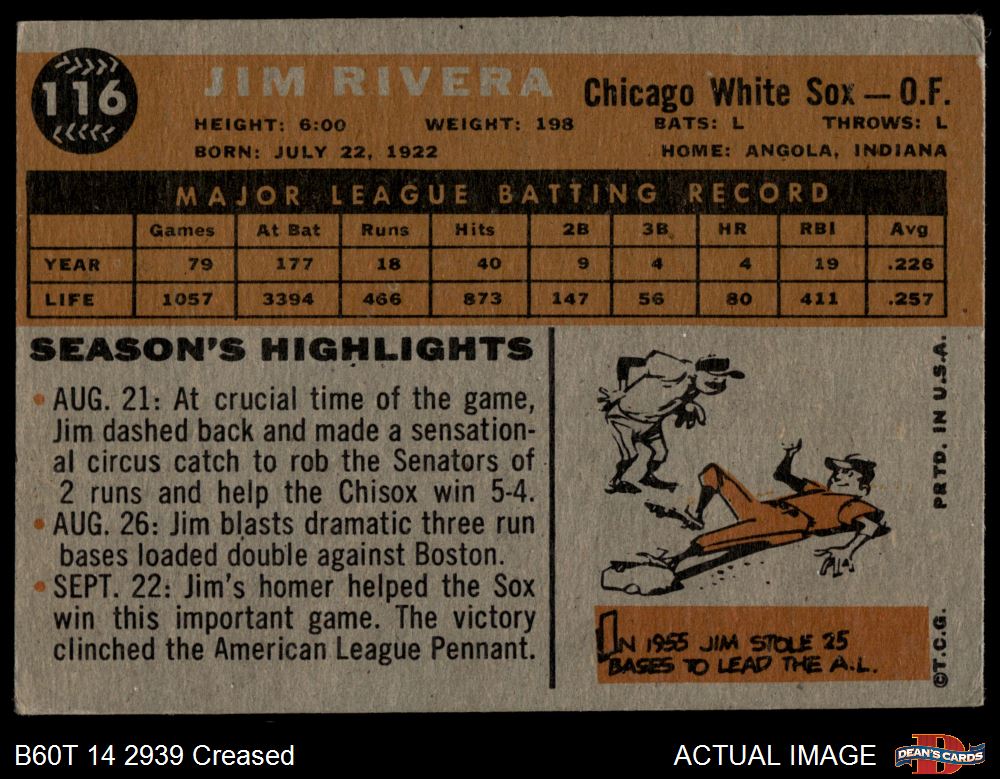 116
JIM RIVERA
Chicago White Sox — O.F.
HEIGHT: 6:00 WEIGHT: 198 BATS: L THROWS: L
BORN: JULY 22, 1922 HOME: ANGOLA, INDIANA
MAJOR LEAGUE BATTING RECORD
Games At Bat Runs Hits 2B 3B HR RBI Avg
YEAR 79 177 18 40 9 4 4 19 .226
LIFE 1057 3394 466 873 147 56 80 411 .257
SEASON'S HIGHLIGHTS
• AUG. 21: At crucial time of the game,
Jim dashed back and made a sensation-
al circus catch to rob the Senators of
2 runs and help the Chisox win 5-4.
• AUG. 26: Jim blasts dramatic three run
bases loaded double against Boston.
• SEPT. 22: Jim's homer helped the Sox
win this important game. The victory
clinched the American League Pennant.
IN 1955 JIM STOLE 25
BASES TO LEAD THE A.L.
©T.C.G. PRTD. IN U.S.A.
B60T 14 2939 Creased
ACTUAL IMAGE
DEAN'S CARDS